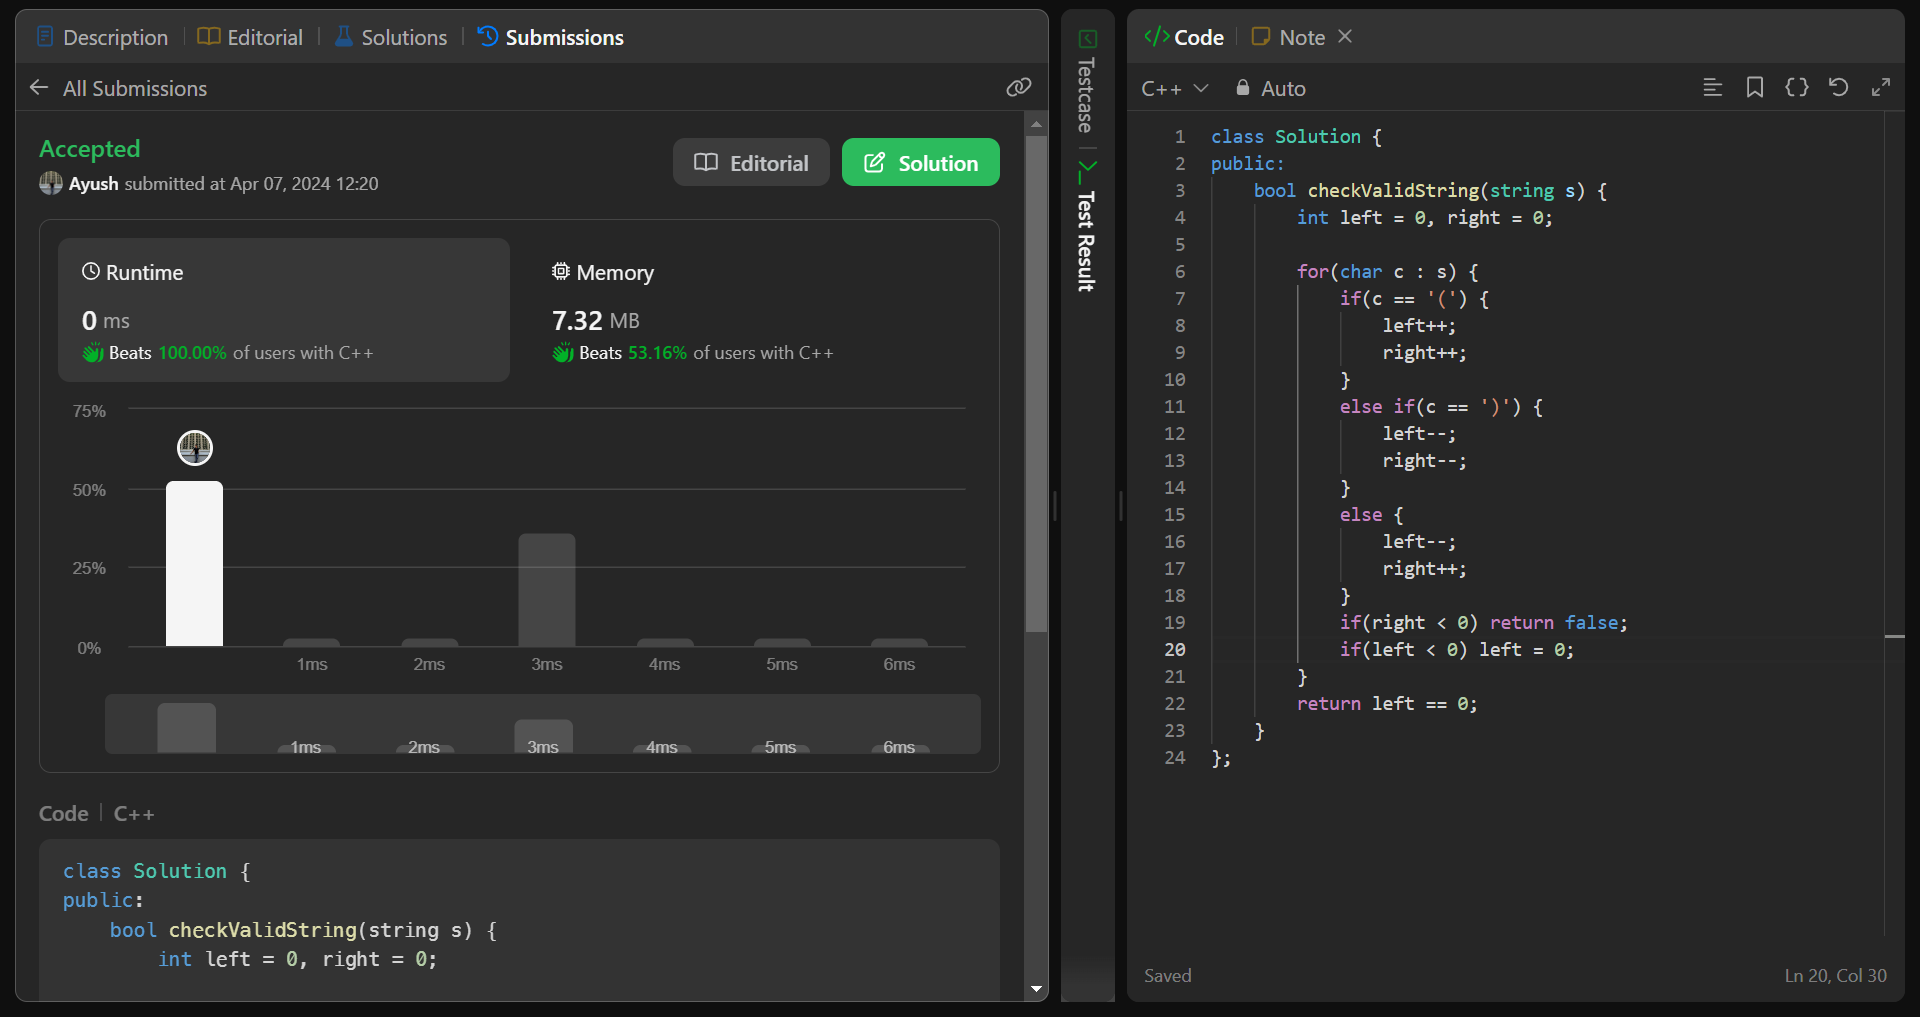 Description
Editorial
Solutions
Submissions
All Submissions
Accepted
Ayush submitted at Apr 07, 2024 12:20
Editorial
Solution
Runtime
0 ms
Beats 100.00% of users with C++
Memory
7.32 MB
Beats 53.16% of users with C++
75%
50%
25%
0%
1ms 2ms 3ms 4ms 5ms 6ms
1ms 2ms 3ms 4ms 5ms 6ms
Code | C++
class Solution {
public:
    bool checkValidString(string s) {
        int left = 0, right = 0;
Testcase
Test Result
</> Code
Note
C++
Auto
1 class Solution {
2 public:
3     bool checkValidString(string s) {
4         int left = 0, right = 0;
5
6         for(char c : s) {
7             if(c == '(') {
8                 left++;
9                 right++;
10             }
11             else if(c == ')') {
12                 left--;
13                 right--;
14             }
15             else {
16                 left--;
17                 right++;
18             }
19             if(right < 0) return false;
20             if(left < 0) left = 0;
21         }
22         return left == 0;
23     }
24 };
Saved
Ln 20, Col 30